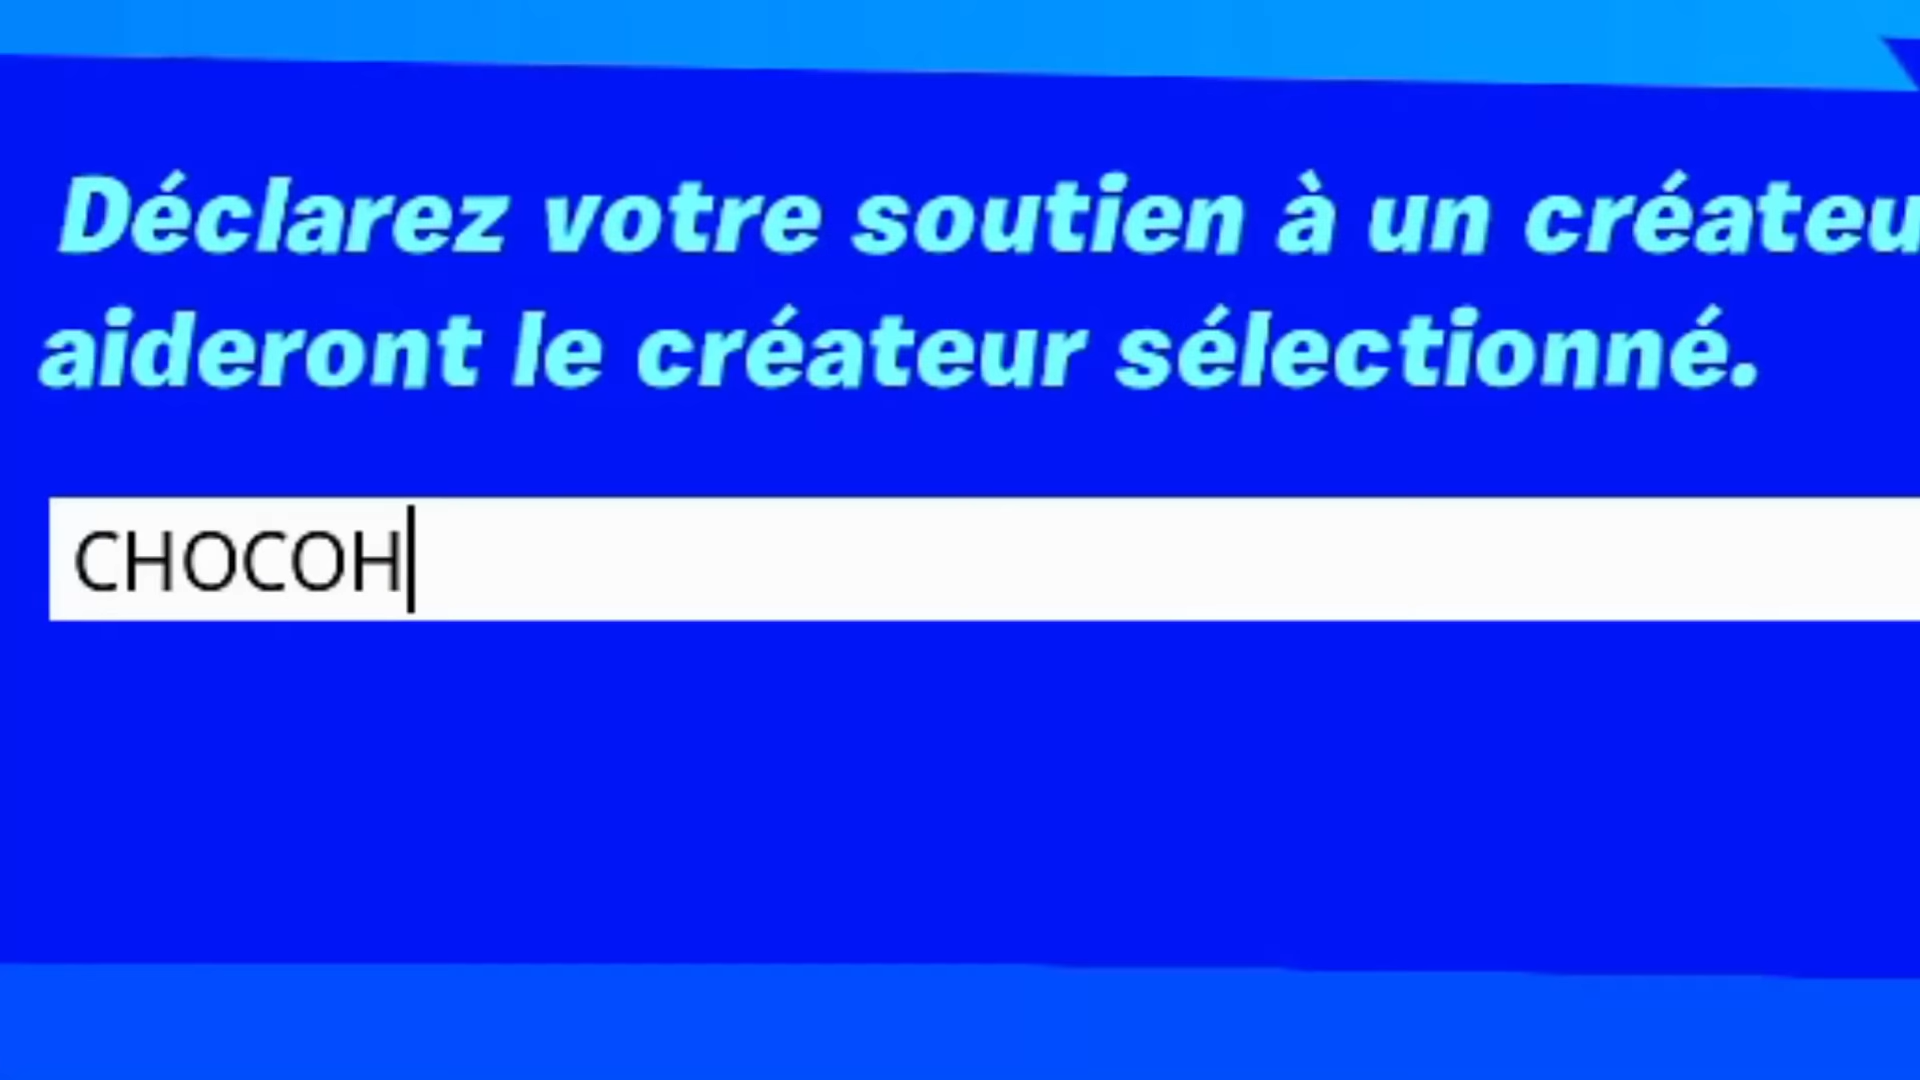 Déclarez votre soutien à un créateu
aideront le créateur sélectionné.
CHOCOH